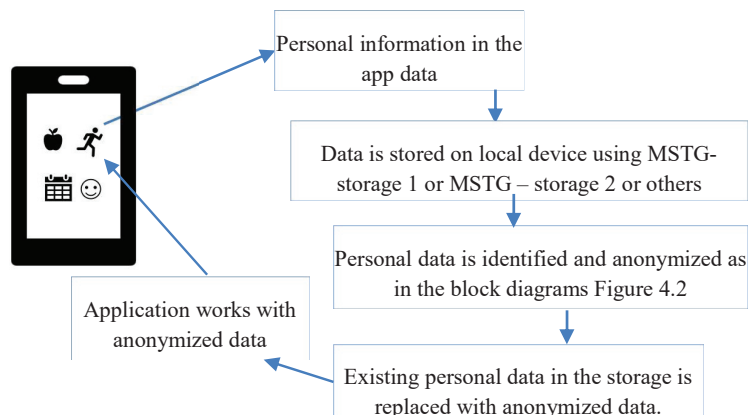 Personal information in the
app data
Data is stored on local device using MSTG-
storage 1 or MSTG – storage 2 or others
Personal data is identified and anonymized as
in the block diagrams Figure 4.2
Application works with
anonymized data
Existing personal data in the storage is
replaced with anonymized data.